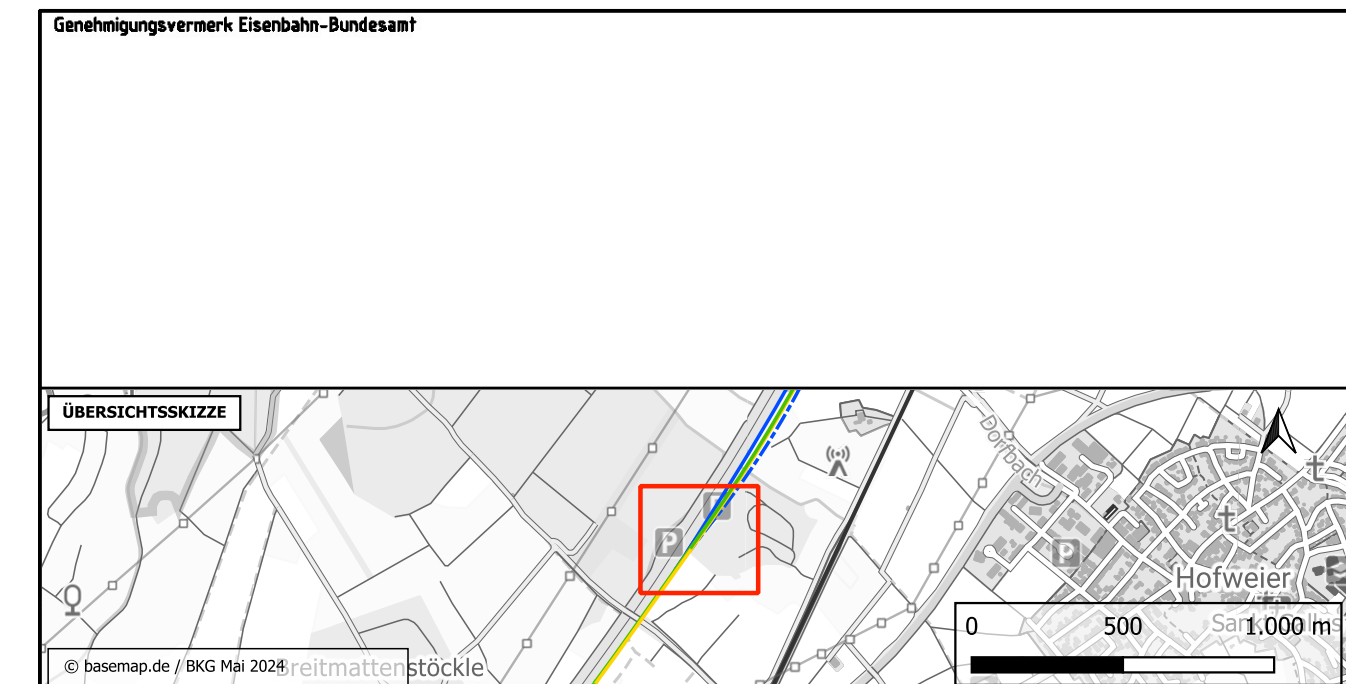 Genehmigungsvermerk Eisenbahn-Bundesamt
ÜBERSICHTSSKIZZE
Dorfbach
P
P
P
Hofweier
0 500 1.000 m
© basemap.de / BKG Mai 2024
Breitmattenstöckle